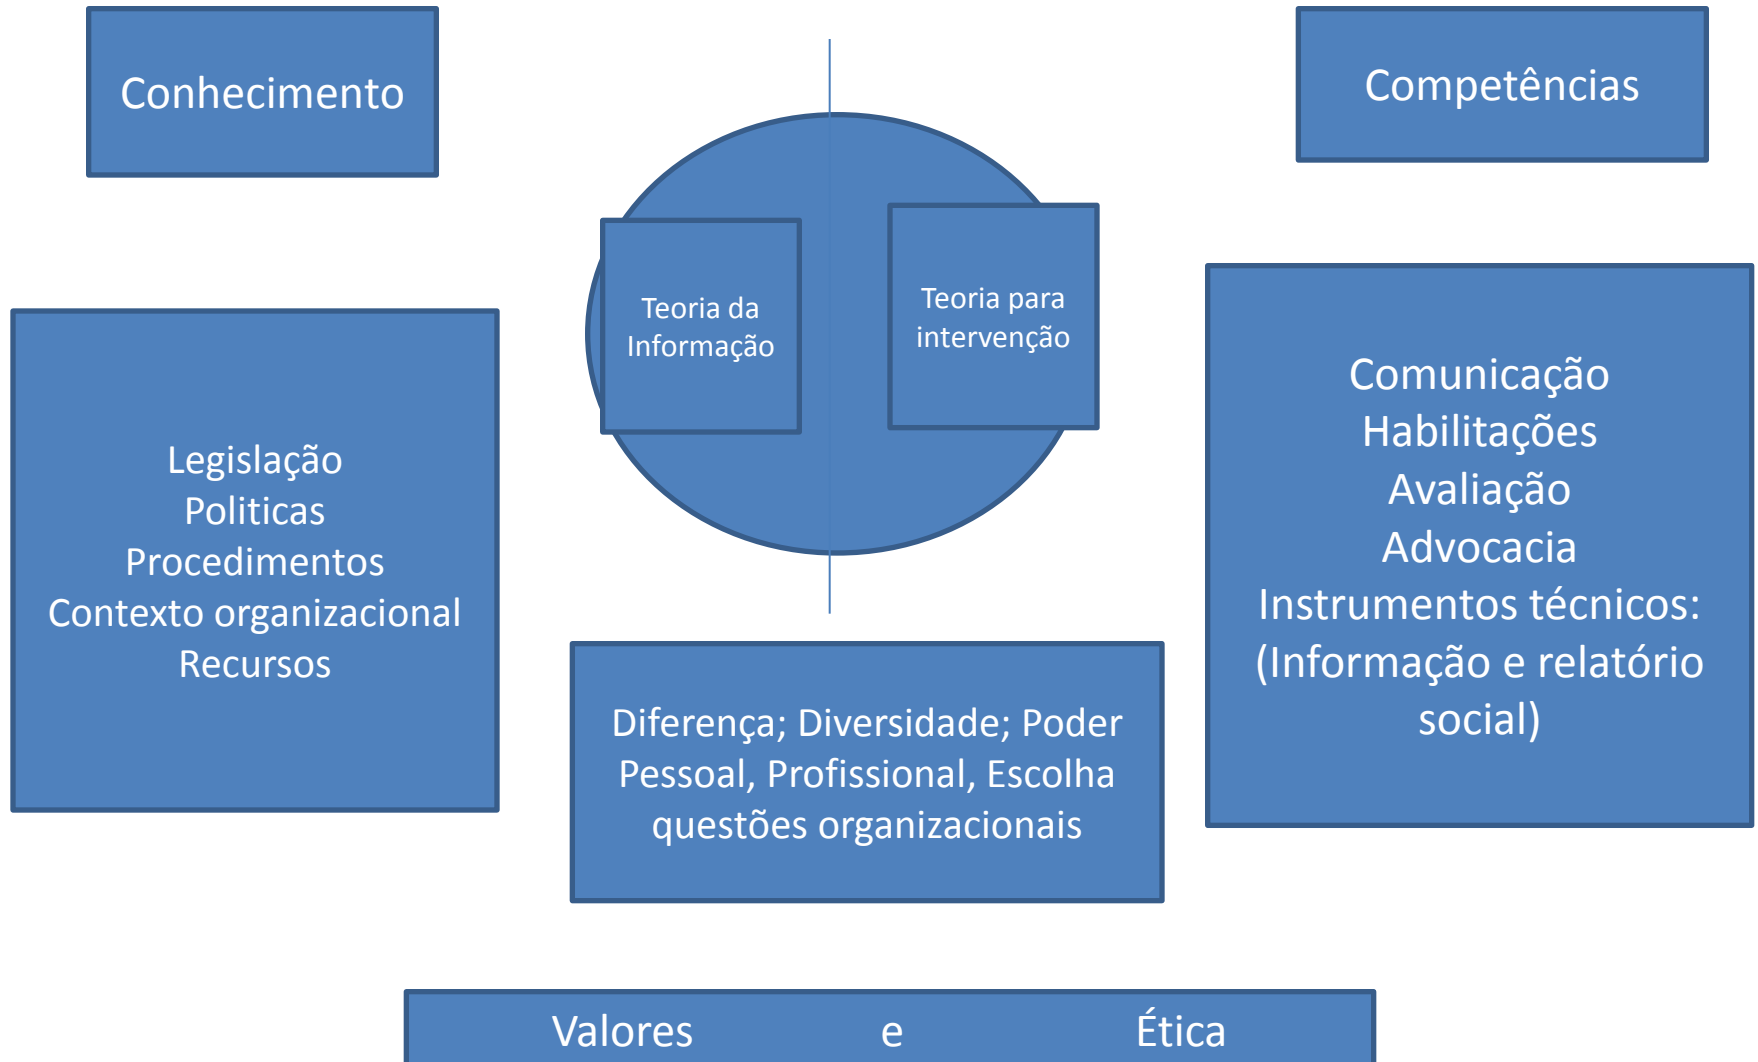 Conhecimento
Competências
Teoria da
Informação
Teoria para
intervenção
Legislação
Politicas
Procedimentos
Contexto organizacional
Recursos
Comunicação
Habilitações
Avaliação
Advocacia
Instrumentos técnicos:
(Informação e relatório
social)
Diferença; Diversidade; Poder
Pessoal, Profissional, Escolha
questões organizacionais
Valores e Ética